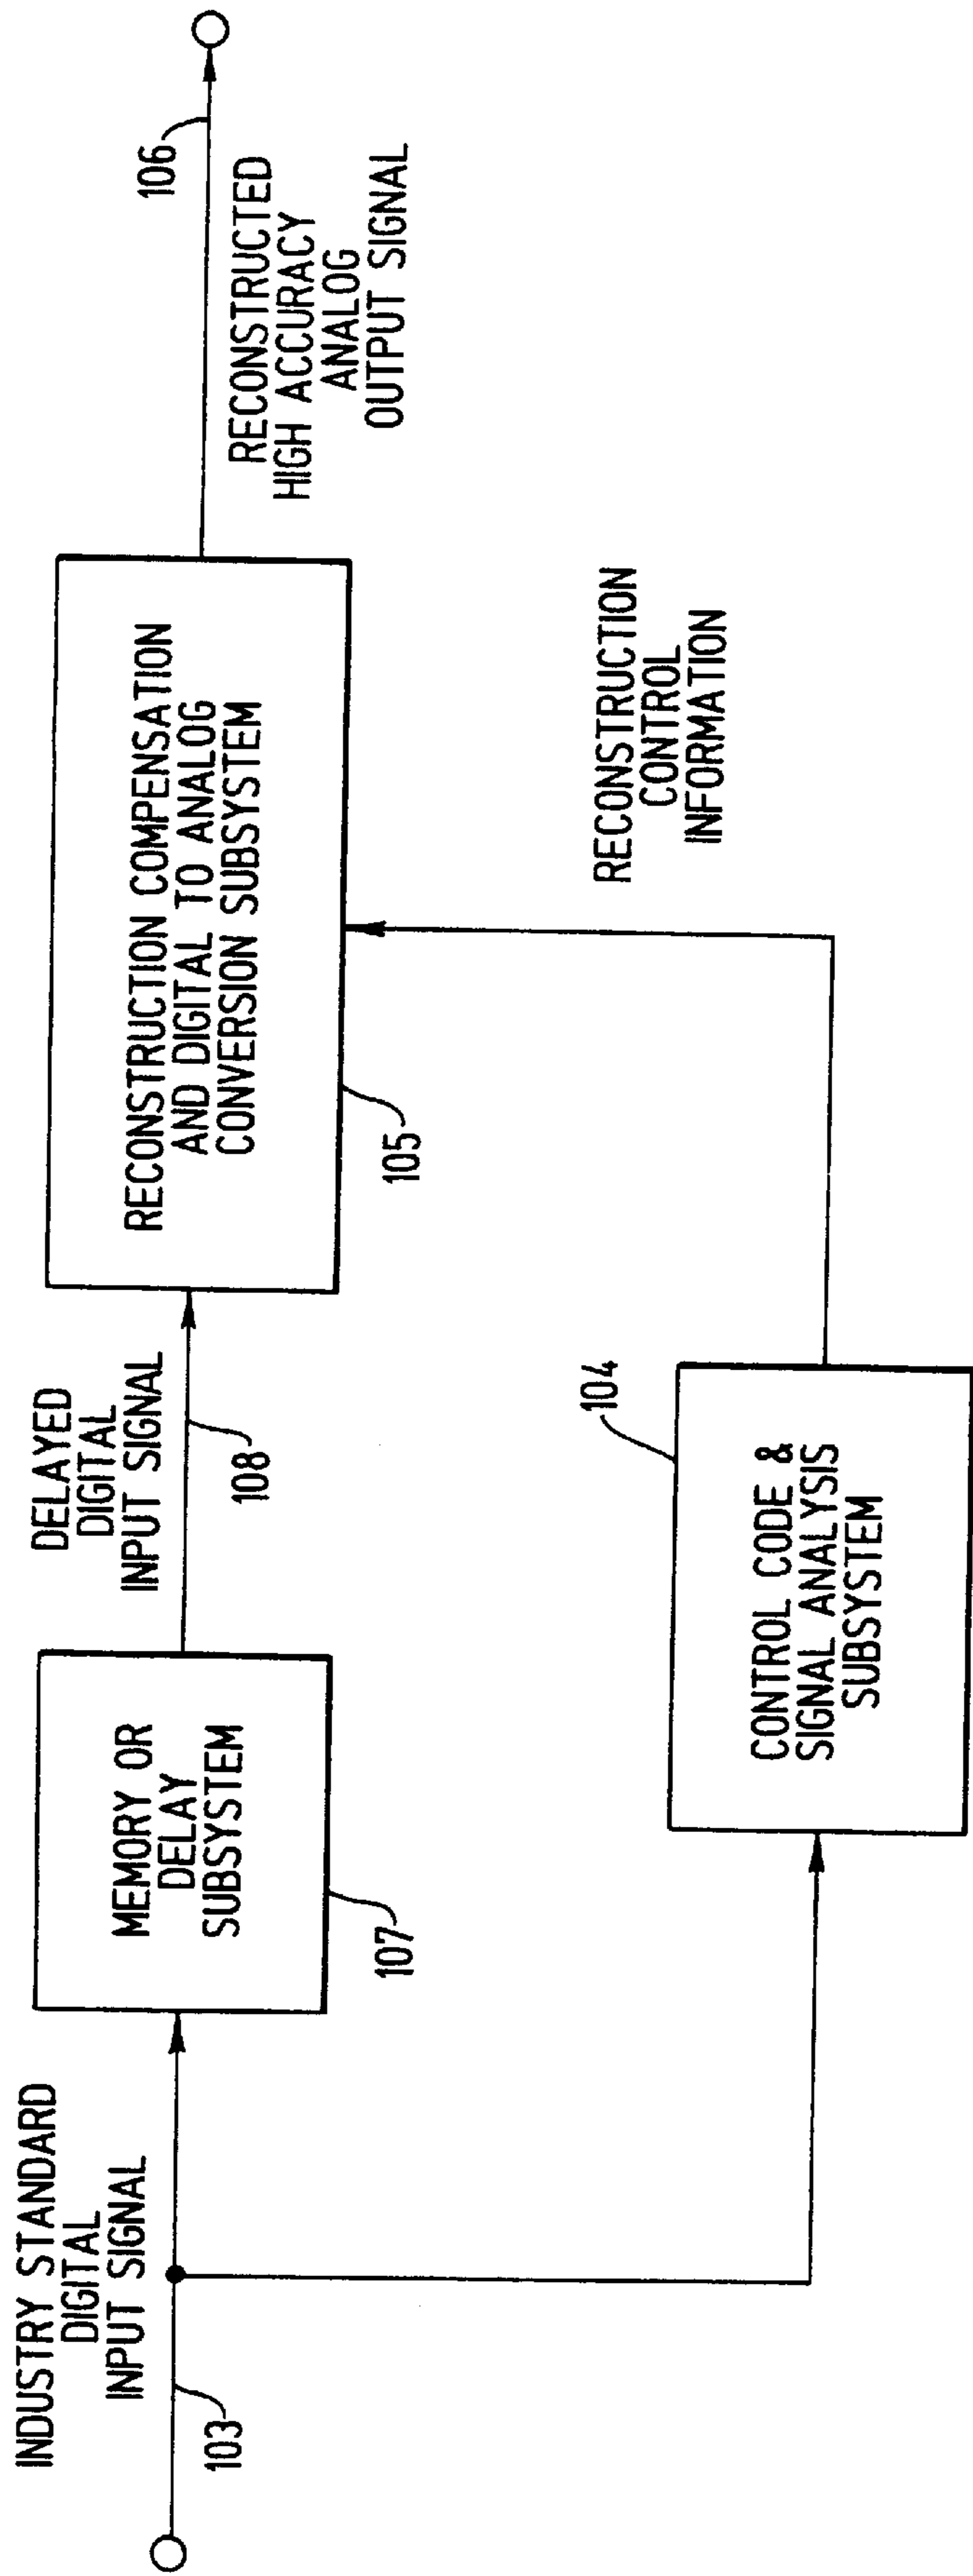 INDUSTRY STANDARD
DIGITAL
INPUT SIGNAL
103
MEMORY OR
DELAY
SUBSYSTEM
107
DELAYED
DIGITAL
INPUT SIGNAL
108
RECONSTRUCTION COMPENSATION
AND DIGITAL TO ANALOG
CONVERSION SUBSYSTEM
105
106
RECONSTRUCTED
HIGH ACCURACY
ANALOG
OUTPUT SIGNAL
CONTROL CODE &
SIGNAL ANALYSIS
SUBSYSTEM
104
RECONSTRUCTION
CONTROL
INFORMATION